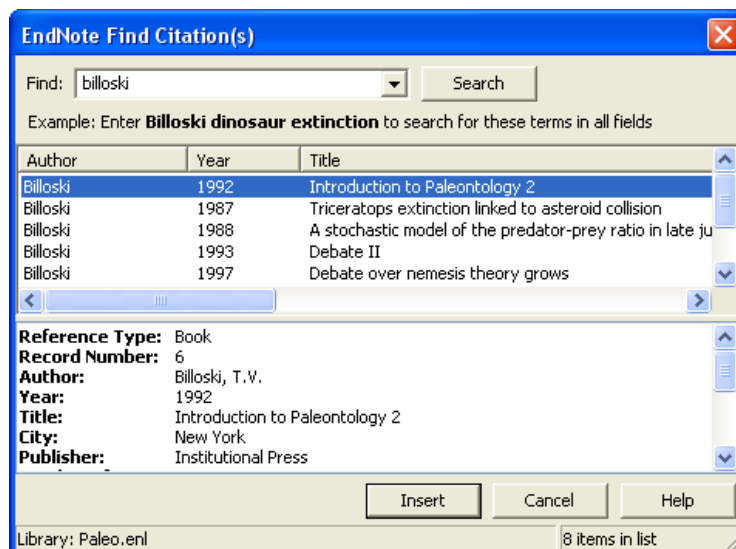 EndNote Find Citation(s)
Find: billoski Search
Example: Enter Billoski dinosaur extinction to search for these terms in all fields
Author Year Title
Billoski 1992 Introduction to Paleontology 2
Billoski 1987 Triceratops extinction linked to asteroid collision
Billoski 1988 A stochastic model of the predator-prey ratio in late ju
Billoski 1993 Debate II
Billoski 1997 Debate over nemesis theory grows
Reference Type: Book
Record Number: 6
Author: Billoski, T.V.
Year: 1992
Title: Introduction to Paleontology 2
City: New York
Publisher: Institutional Press
Insert Cancel Help
Library: Paleo.enl 8 items in list